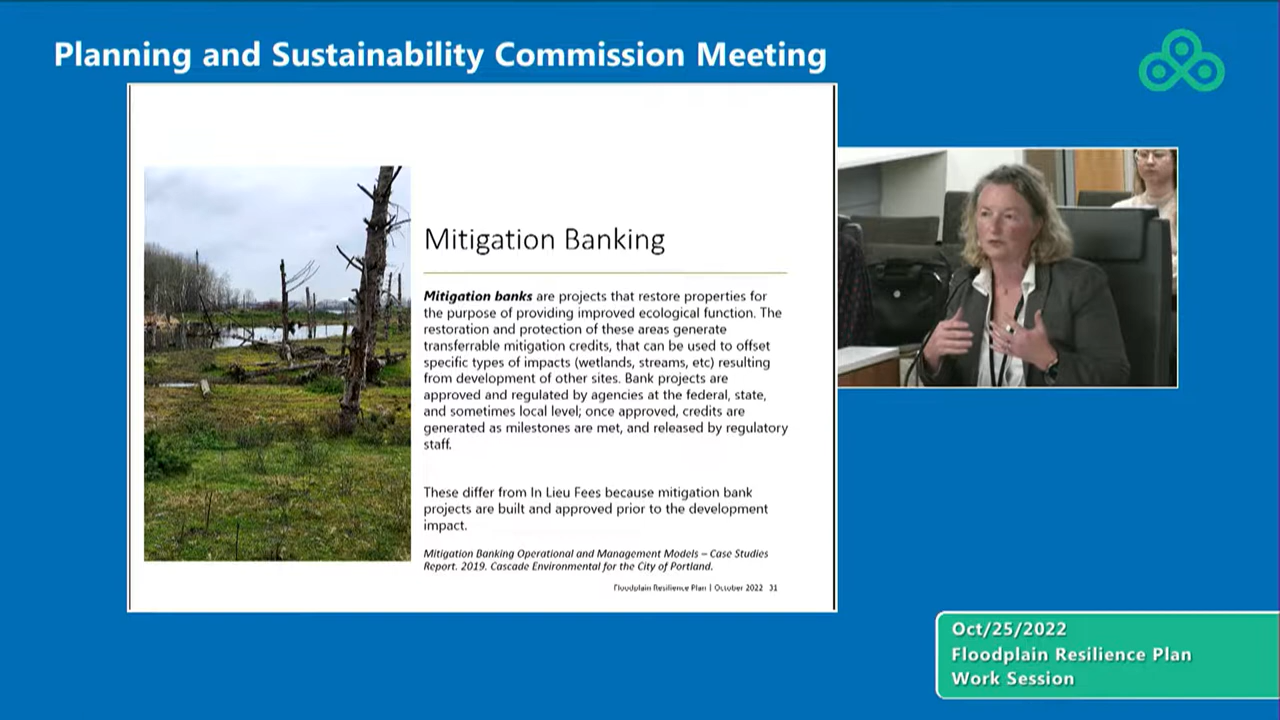 Planning and Sustainability Commission Meeting
Mitigation Banking
Mitigation banks are projects that restore properties for
the purpose of providing improved ecological function. The
restoration and protection of these areas generate
transferrable mitigation credits, that can be used to offset
specific types of impacts (wetlands, streams, etc) resulting
from development of other sites. Bank projects are
approved and regulated by agencies at the federal, state,
and sometimes local level; once approved, credits are
generated as milestones are met, and released by regulatory
staff.
These differ from In Lieu Fees because mitigation bank
projects are built and approved prior to the development
impact.
Mitigation Banking Operational and Management Models – Case Studies
Report. 2019. Cascade Environmental for the City of Portland.
Floodplain Resilience Plan | October 2022 31
Oct/25/2022
Floodplain Resilience Plan
Work Session